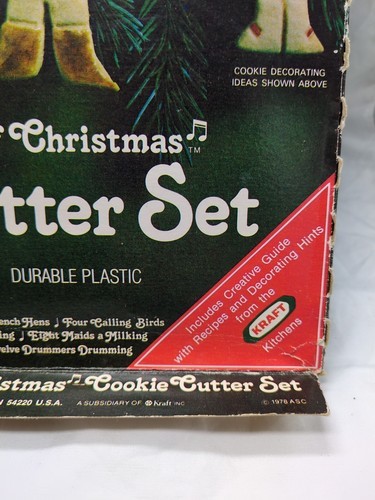 COOKIE DECORATING
IDEAS SHOWN ABOVE
Christmas TM
tter Set
DURABLE PLASTIC
Includes Creative Guide
with Recipes and Decorating Hints
from the
KRAFT
Kitchens
ench Hens ♩ Four Calling Birds
ing ♩ Eight Maids a Milking
elve Drummers Drumming
istmas ♫ Cookie Cutter Set
54220 U.S.A. A SUBSIDIARY OF Kraft INC © 1978 ASC